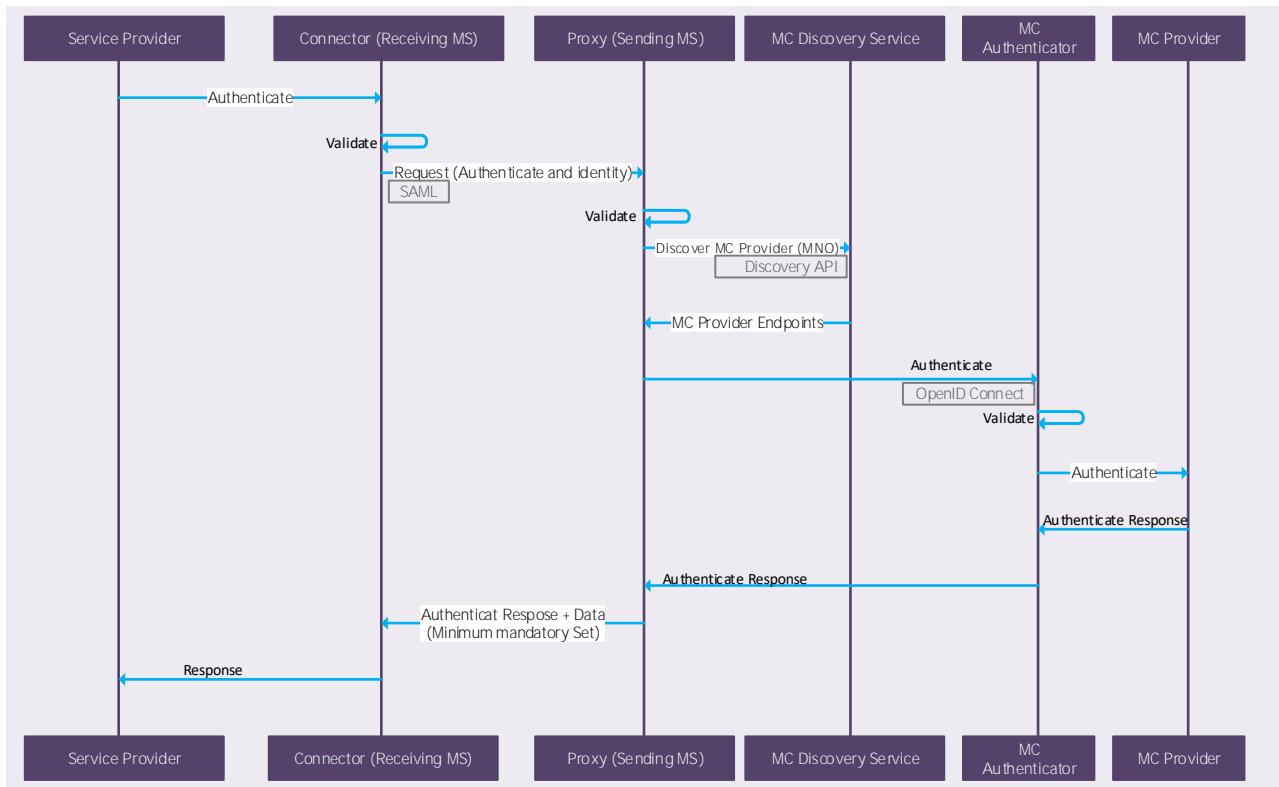 Service Provider
Connector (Receiving MS)
Proxy (Sending MS)
MC Discovery Service
MC
Authenticator
MC Provider
Authenticate
Validate
Request (Authenticate and identity)
SAML
Validate
Discover MC Provider (MNO)
Discovery API
MC Provider Endpoints
Authenticate
OpenID Connect
Validate
Authenticate
Authenticate Response
Authenticate Response
Authenticat Respose + Data
(Minimum mandatory Set)
Response
Service Provider
Connector (Receiving MS)
Proxy (Sending MS)
MC Discovery Service
MC
Authenticator
MC Provider